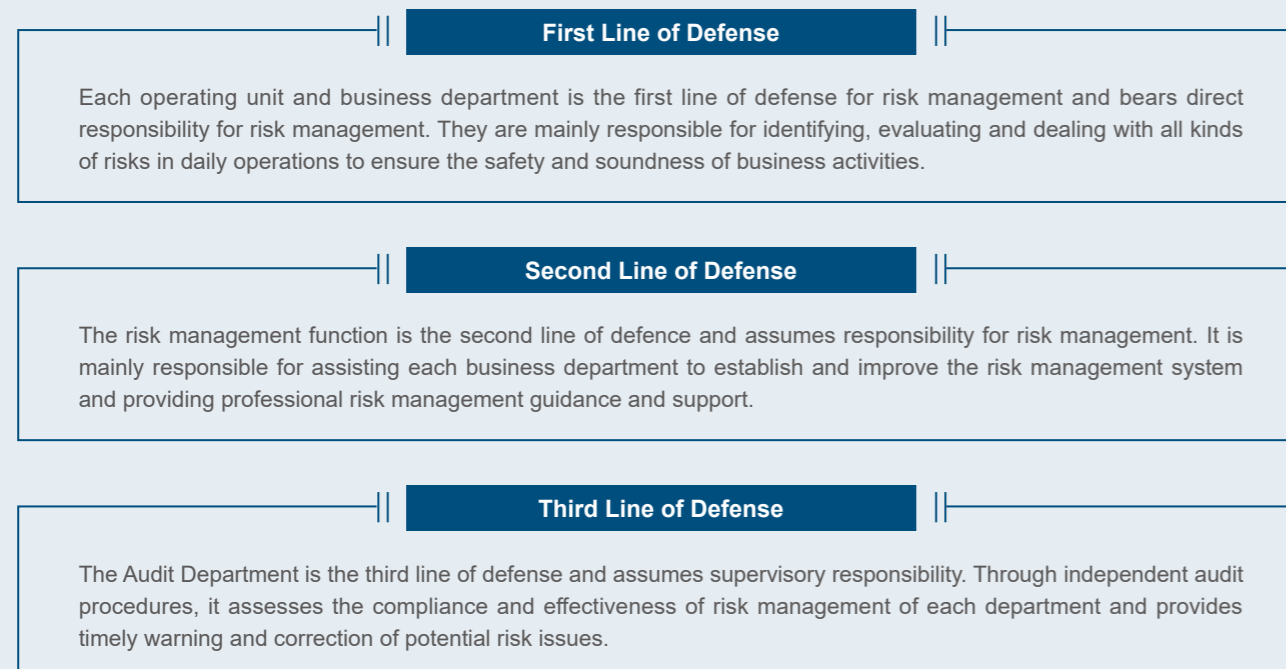 First Line of Defense
Each operating unit and business department is the first line of defense for risk management and bears direct
responsibility for risk management. They are mainly responsible for identifying, evaluating and dealing with all kinds
of risks in daily operations to ensure the safety and soundness of business activities.
Second Line of Defense
The risk management function is the second line of defence and assumes responsibility for risk management. It is
mainly responsible for assisting each business department to establish and improve the risk management system
and providing professional risk management guidance and support.
Third Line of Defense
The Audit Department is the third line of defense and assumes supervisory responsibility. Through independent audit
procedures, it assesses the compliance and effectiveness of risk management of each department and provides
timely warning and correction of potential risk issues.